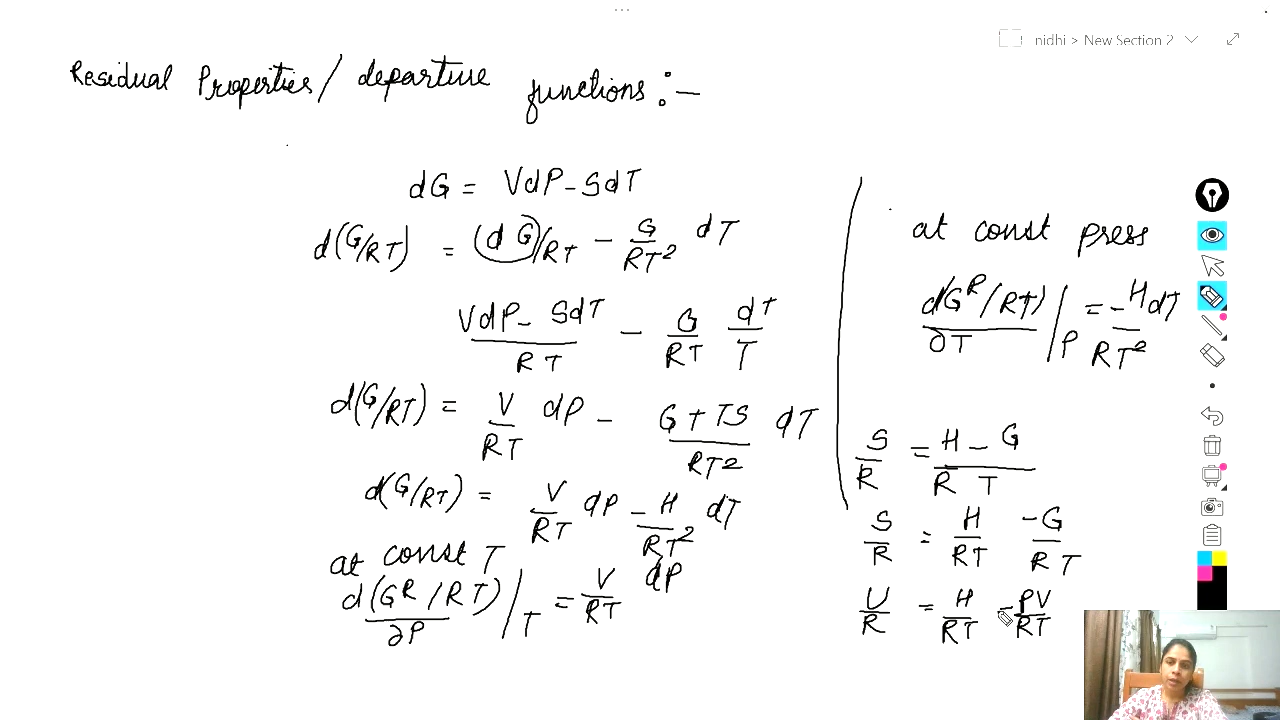 nidhi > New Section 2
Residual Properties/ departure functions :-
dG = VdP - SdT
d(G/RT) = (dG)/RT - G/RT² dT
VdP - SdT/RT - G/RT dT/T
d(G/RT) = V/RT dP - G + TS/RT² dT
d(G/RT) = V/RT dP - H/RT² dT
at const T
d(G^R/RT)/∂P |T = V/RT dP
at const press
d(G^R/RT)/∂T |P = -HdT/RT²
S/R = H - G/R T
S/R = H/RT -G/RT
U/R = H/RT - PV/RT